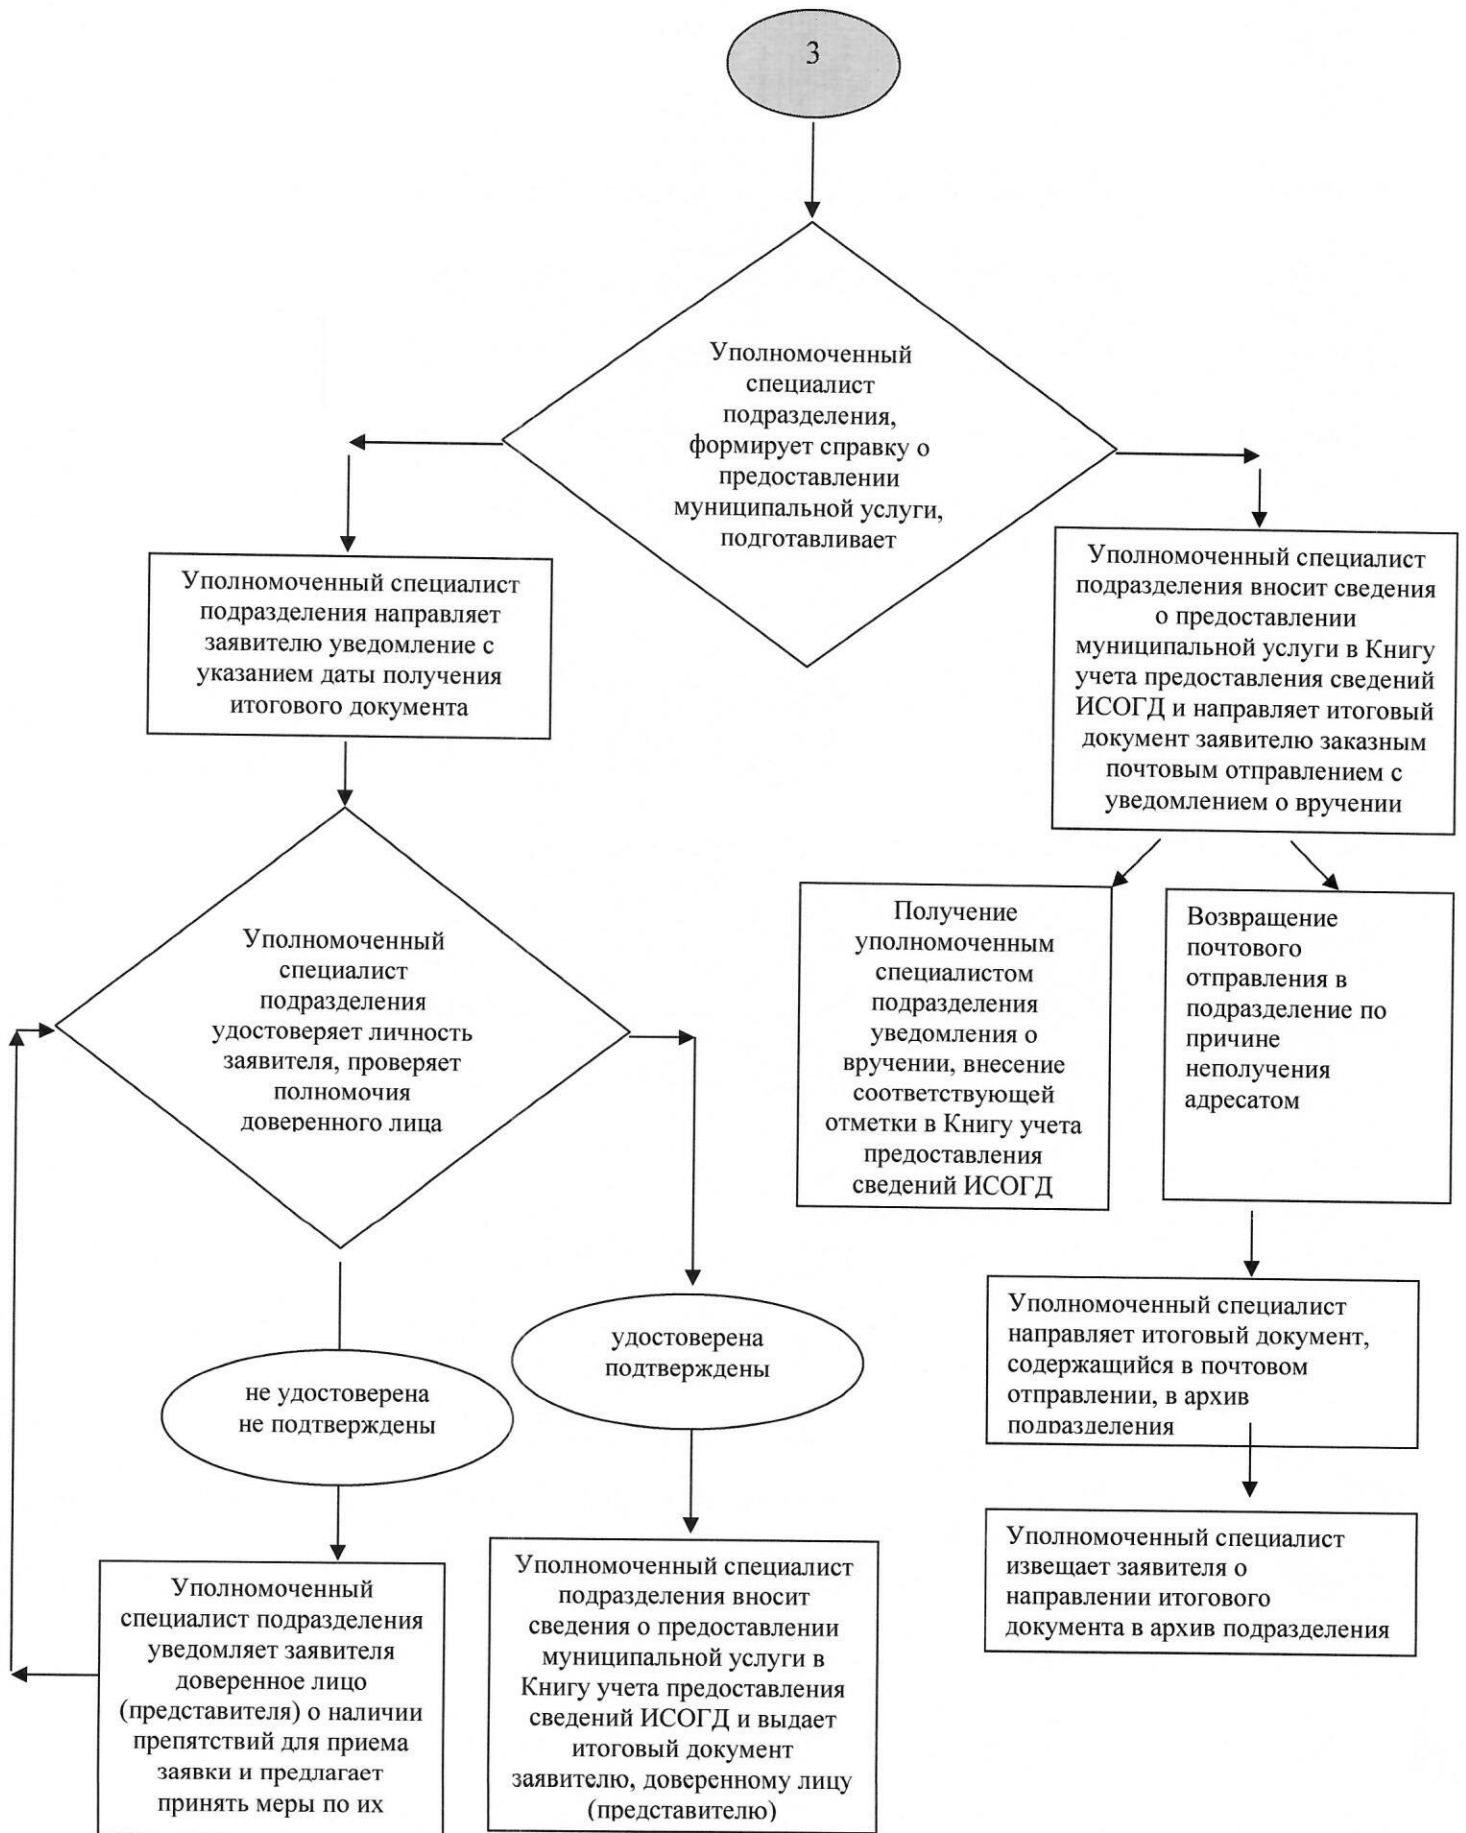 3
Уполномоченный
специалист
подразделения,
формирует справку о
предоставлении
муниципальной услуги,
подготавливает
Уполномоченный специалист
подразделения направляет
заявителю уведомление с
указанием даты получения
итогового документа
Уполномоченный специалист
подразделения вносит сведения
о предоставлении
муниципальной услуги в Книгу
учета предоставления сведений
ИСОГД и направляет итоговый
документ заявителю заказным
почтовым отправлением с
уведомлением о вручении
Уполномоченный
специалист
подразделения
удостоверяет личность
заявителя, проверяет
полномочия
доверенного лица
Получение
уполномоченным
специалистом
подразделения
уведомления о
вручении, внесение
соответствующей
отметки в Книгу учета
предоставления
сведений ИСОГД
Возвращение
почтового
отправления в
подразделение по
причине
неполучения
адресатом
не удостоверена
не подтверждены
удостоверена
подтверждены
Уполномоченный специалист
направляет итоговый документ,
содержащийся в почтовом
отправлении, в архив
подразделения
Уполномоченный специалист
извещает заявителя о
направлении итогового
документа в архив подразделения
Уполномоченный
специалист подразделения
уведомляет заявителя
доверенное лицо
(представителя) о наличии
препятствий для приема
заявки и предлагает
принять меры по их
Уполномоченный специалист
подразделения вносит
сведения о предоставлении
муниципальной услуги в
Книгу учета предоставления
сведений ИСОГД и выдает
итоговый документ
заявителю, доверенному лицу
(представителю)